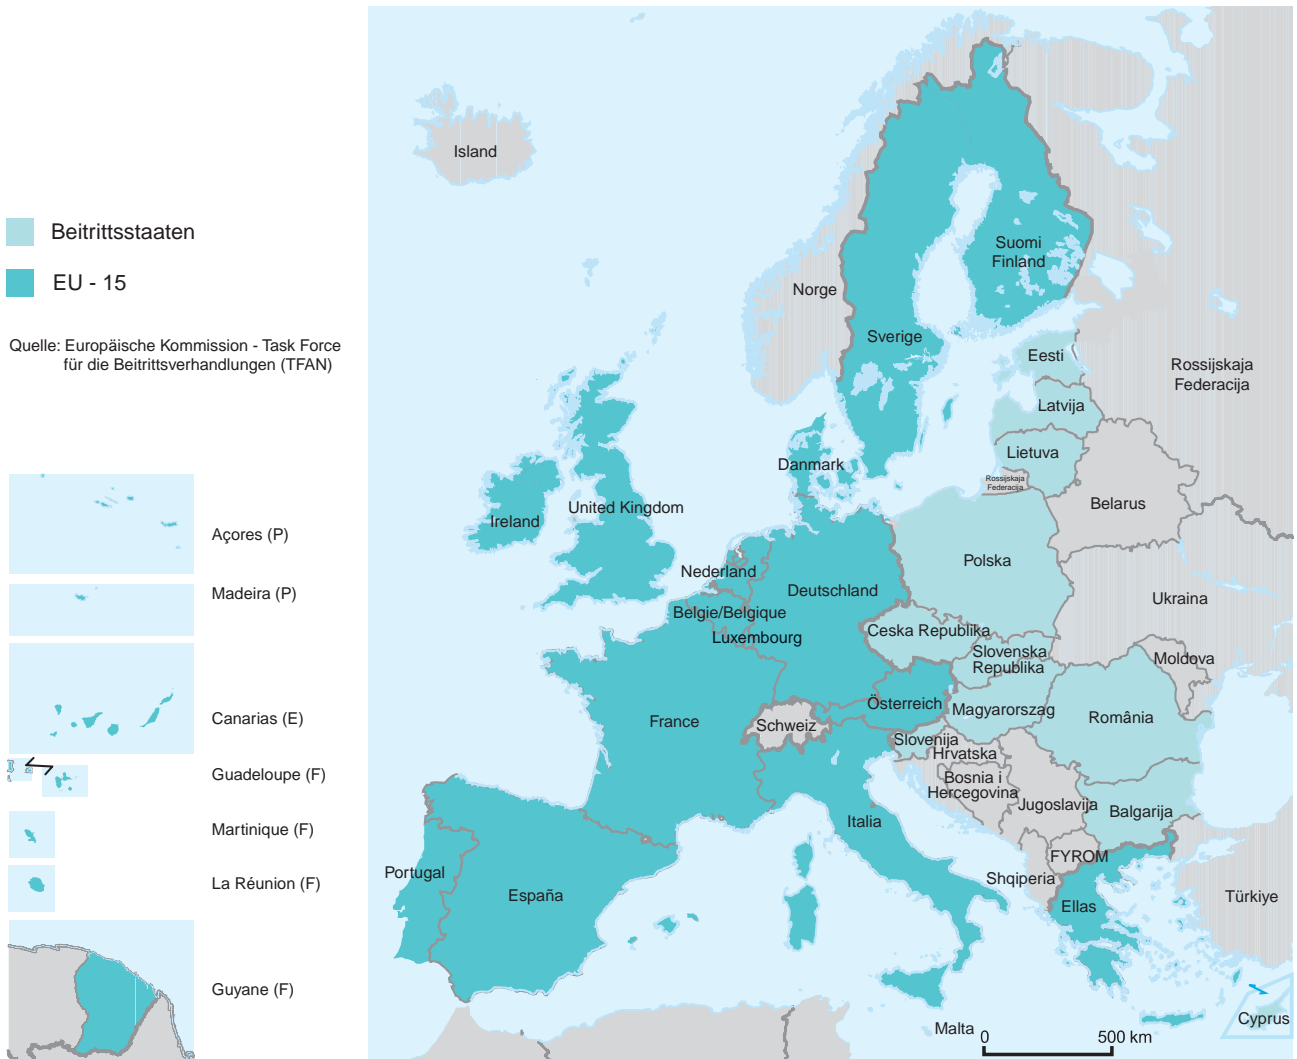 Beitrittsstaaten
EU - 15
Quelle: Europäische Kommission - Task Force
für die Beitrittsverhandlungen (TFAN)
Açores (P)
Madeira (P)
Canarias (E)
Guadeloupe (F)
Martinique (F)
La Réunion (F)
Guyane (F)
Island
Suomi
Finland
Norge
Sverige
Eesti
Rossijskaja
Federacija
Latvija
Lietuva
Danmark
Rossijskaja
Federacija
Belarus
United Kingdom
Ireland
Polska
Nederland
Deutschland
Ukraina
Belgie/Belgique
Luxembourg
Ceska Republika
Slovenska
Republika
Moldova
Österreich
Magyarorszag
România
France
Schweiz
Slovenija
Hrvatska
Bosnia i
Hercegovina
Jugoslavija
Balgarija
Italia
FYROM
Shqiperia
Portugal
España
Ellas
Türkiye
Cyprus
Malta
0 500 km